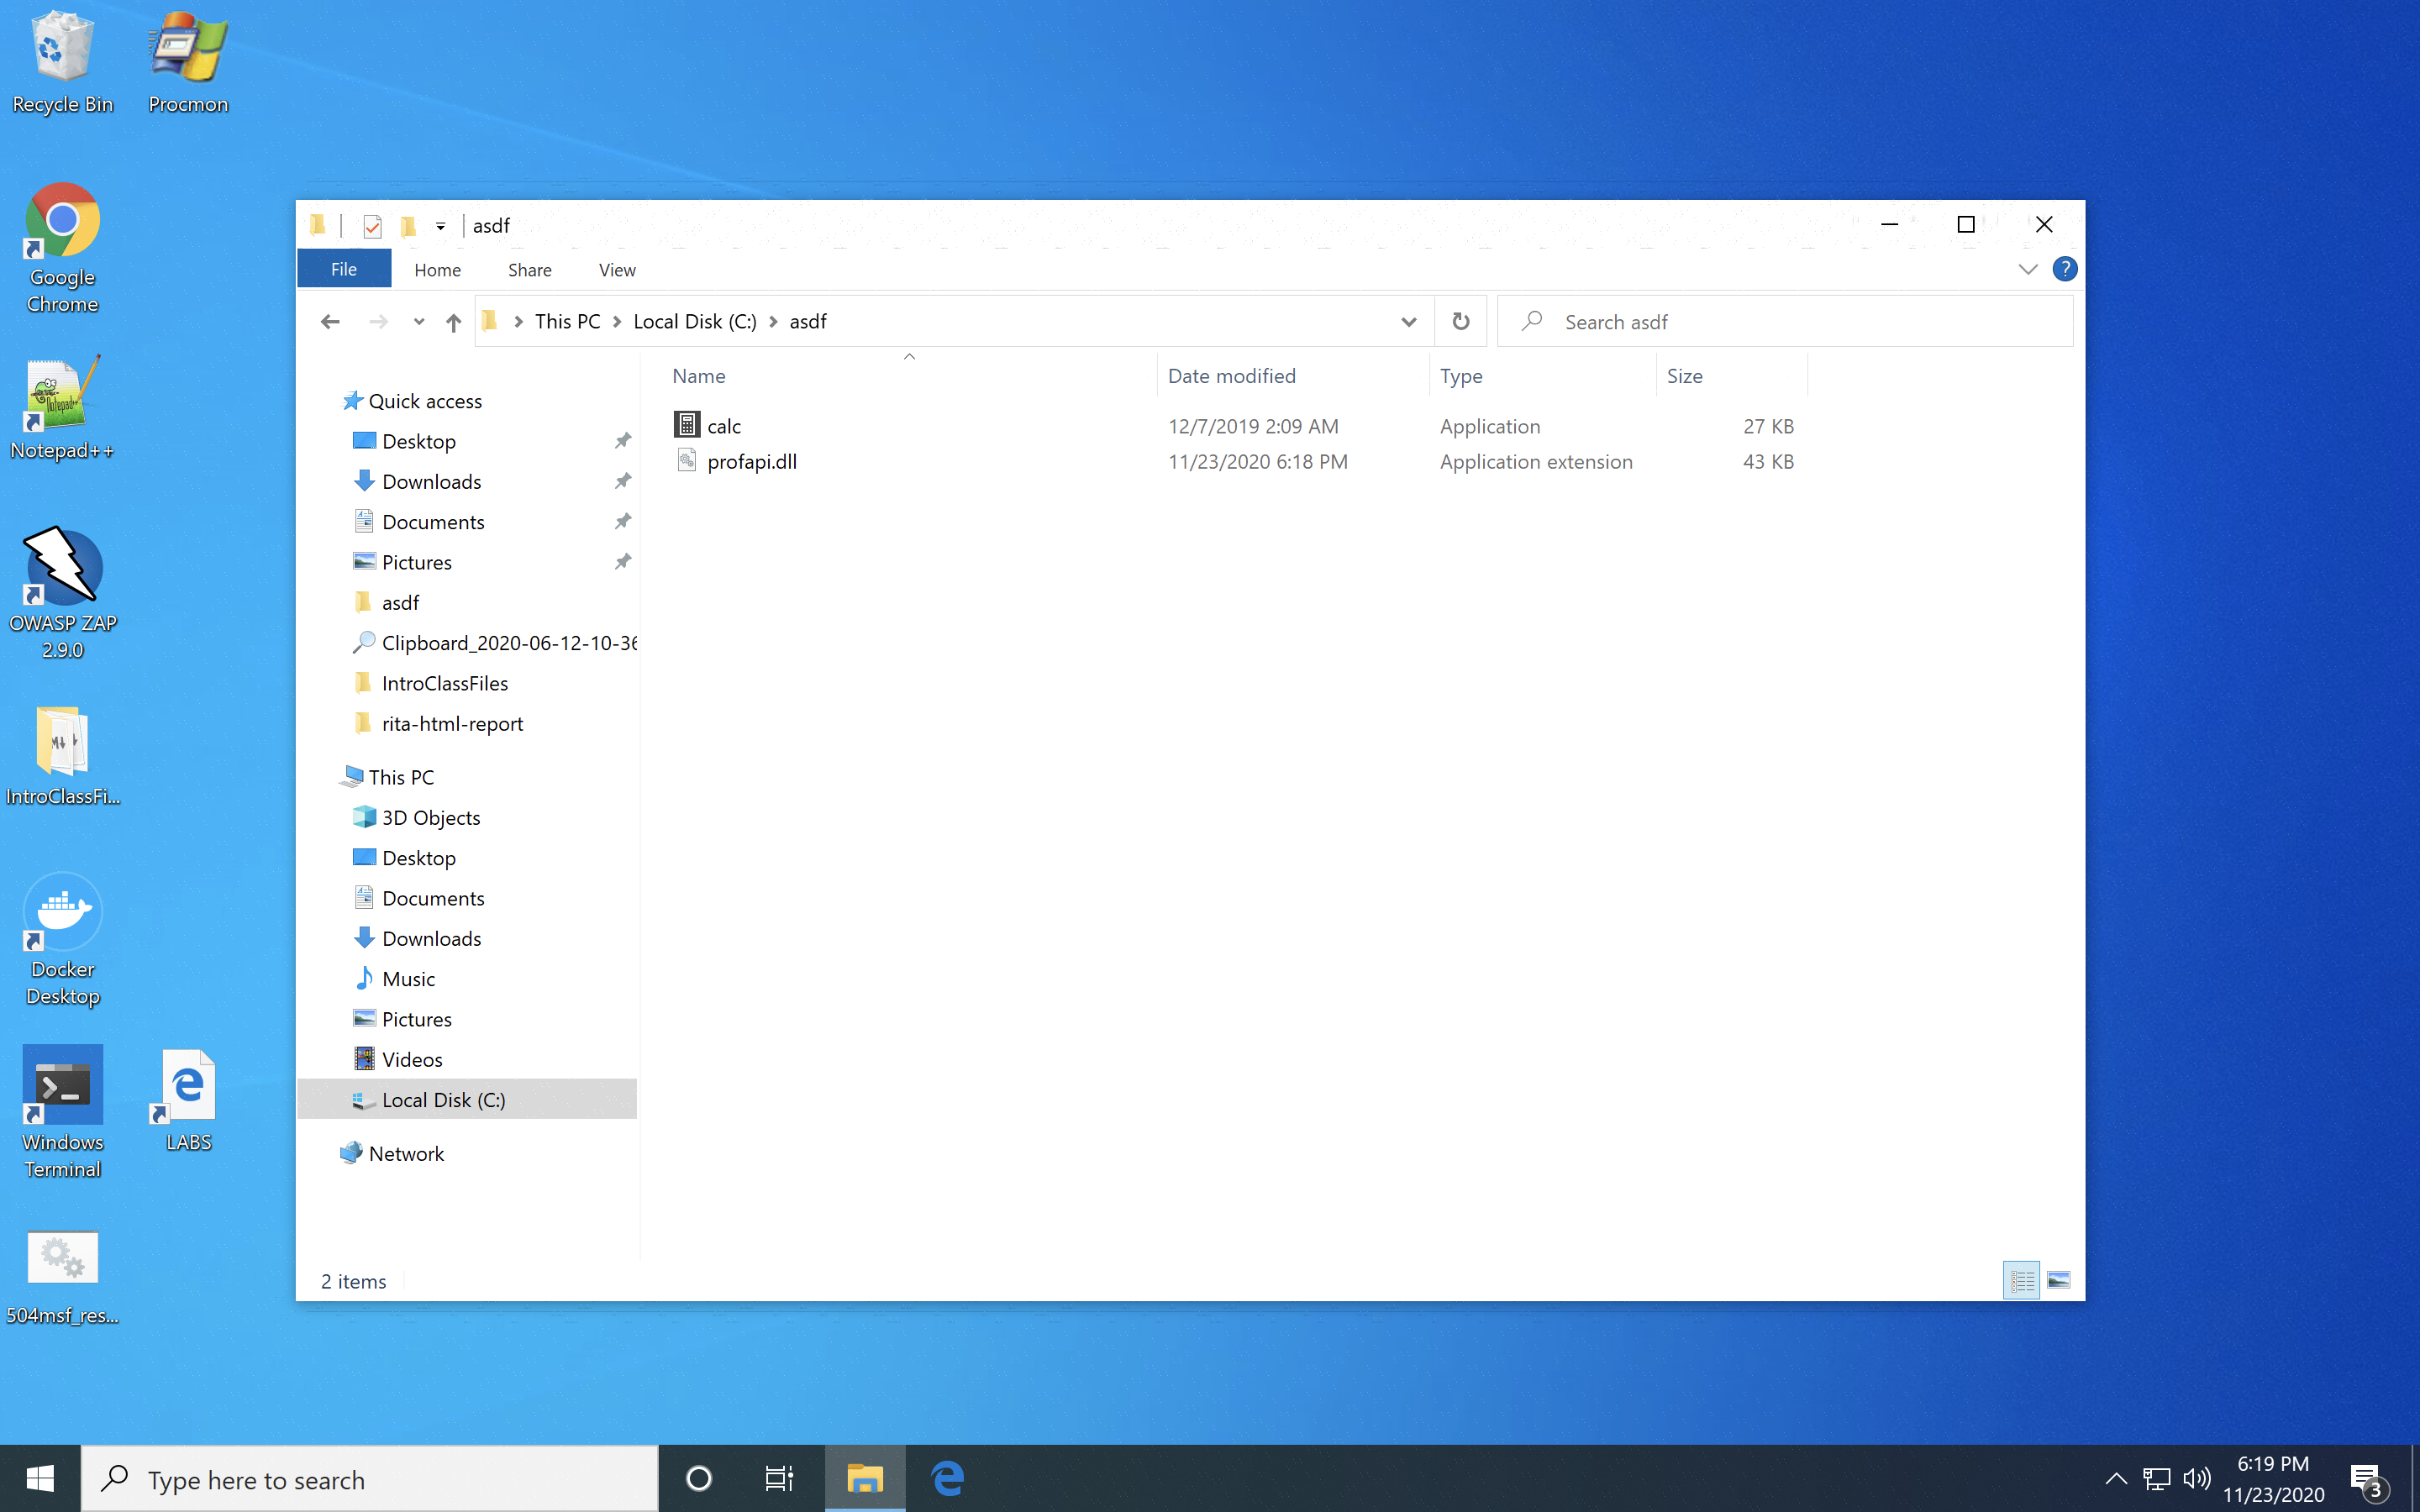 Recycle Bin
Procmon
Google
Chrome
Notepad++
OWASP ZAP
2.9.0
IntroClassFi...
Docker
Desktop
Windows
Terminal
LABS
504msf_res...
asdf
File
Home
Share
View
?
This PC
Local Disk (C:)
asdf
Search asdf
Name
Date modified
Type
Size
calc
12/7/2019 2:09 AM
Application
27 KB
profapi.dll
11/23/2020 6:18 PM
Application extension
43 KB
Quick access
Desktop
Downloads
Documents
Pictures
asdf
Clipboard_2020-06-12-10-36
IntroClassFiles
rita-html-report
This PC
3D Objects
Desktop
Documents
Downloads
Music
Pictures
Videos
Local Disk (C:)
Network
2 items
Type here to search
6:19 PM
11/23/2020
3